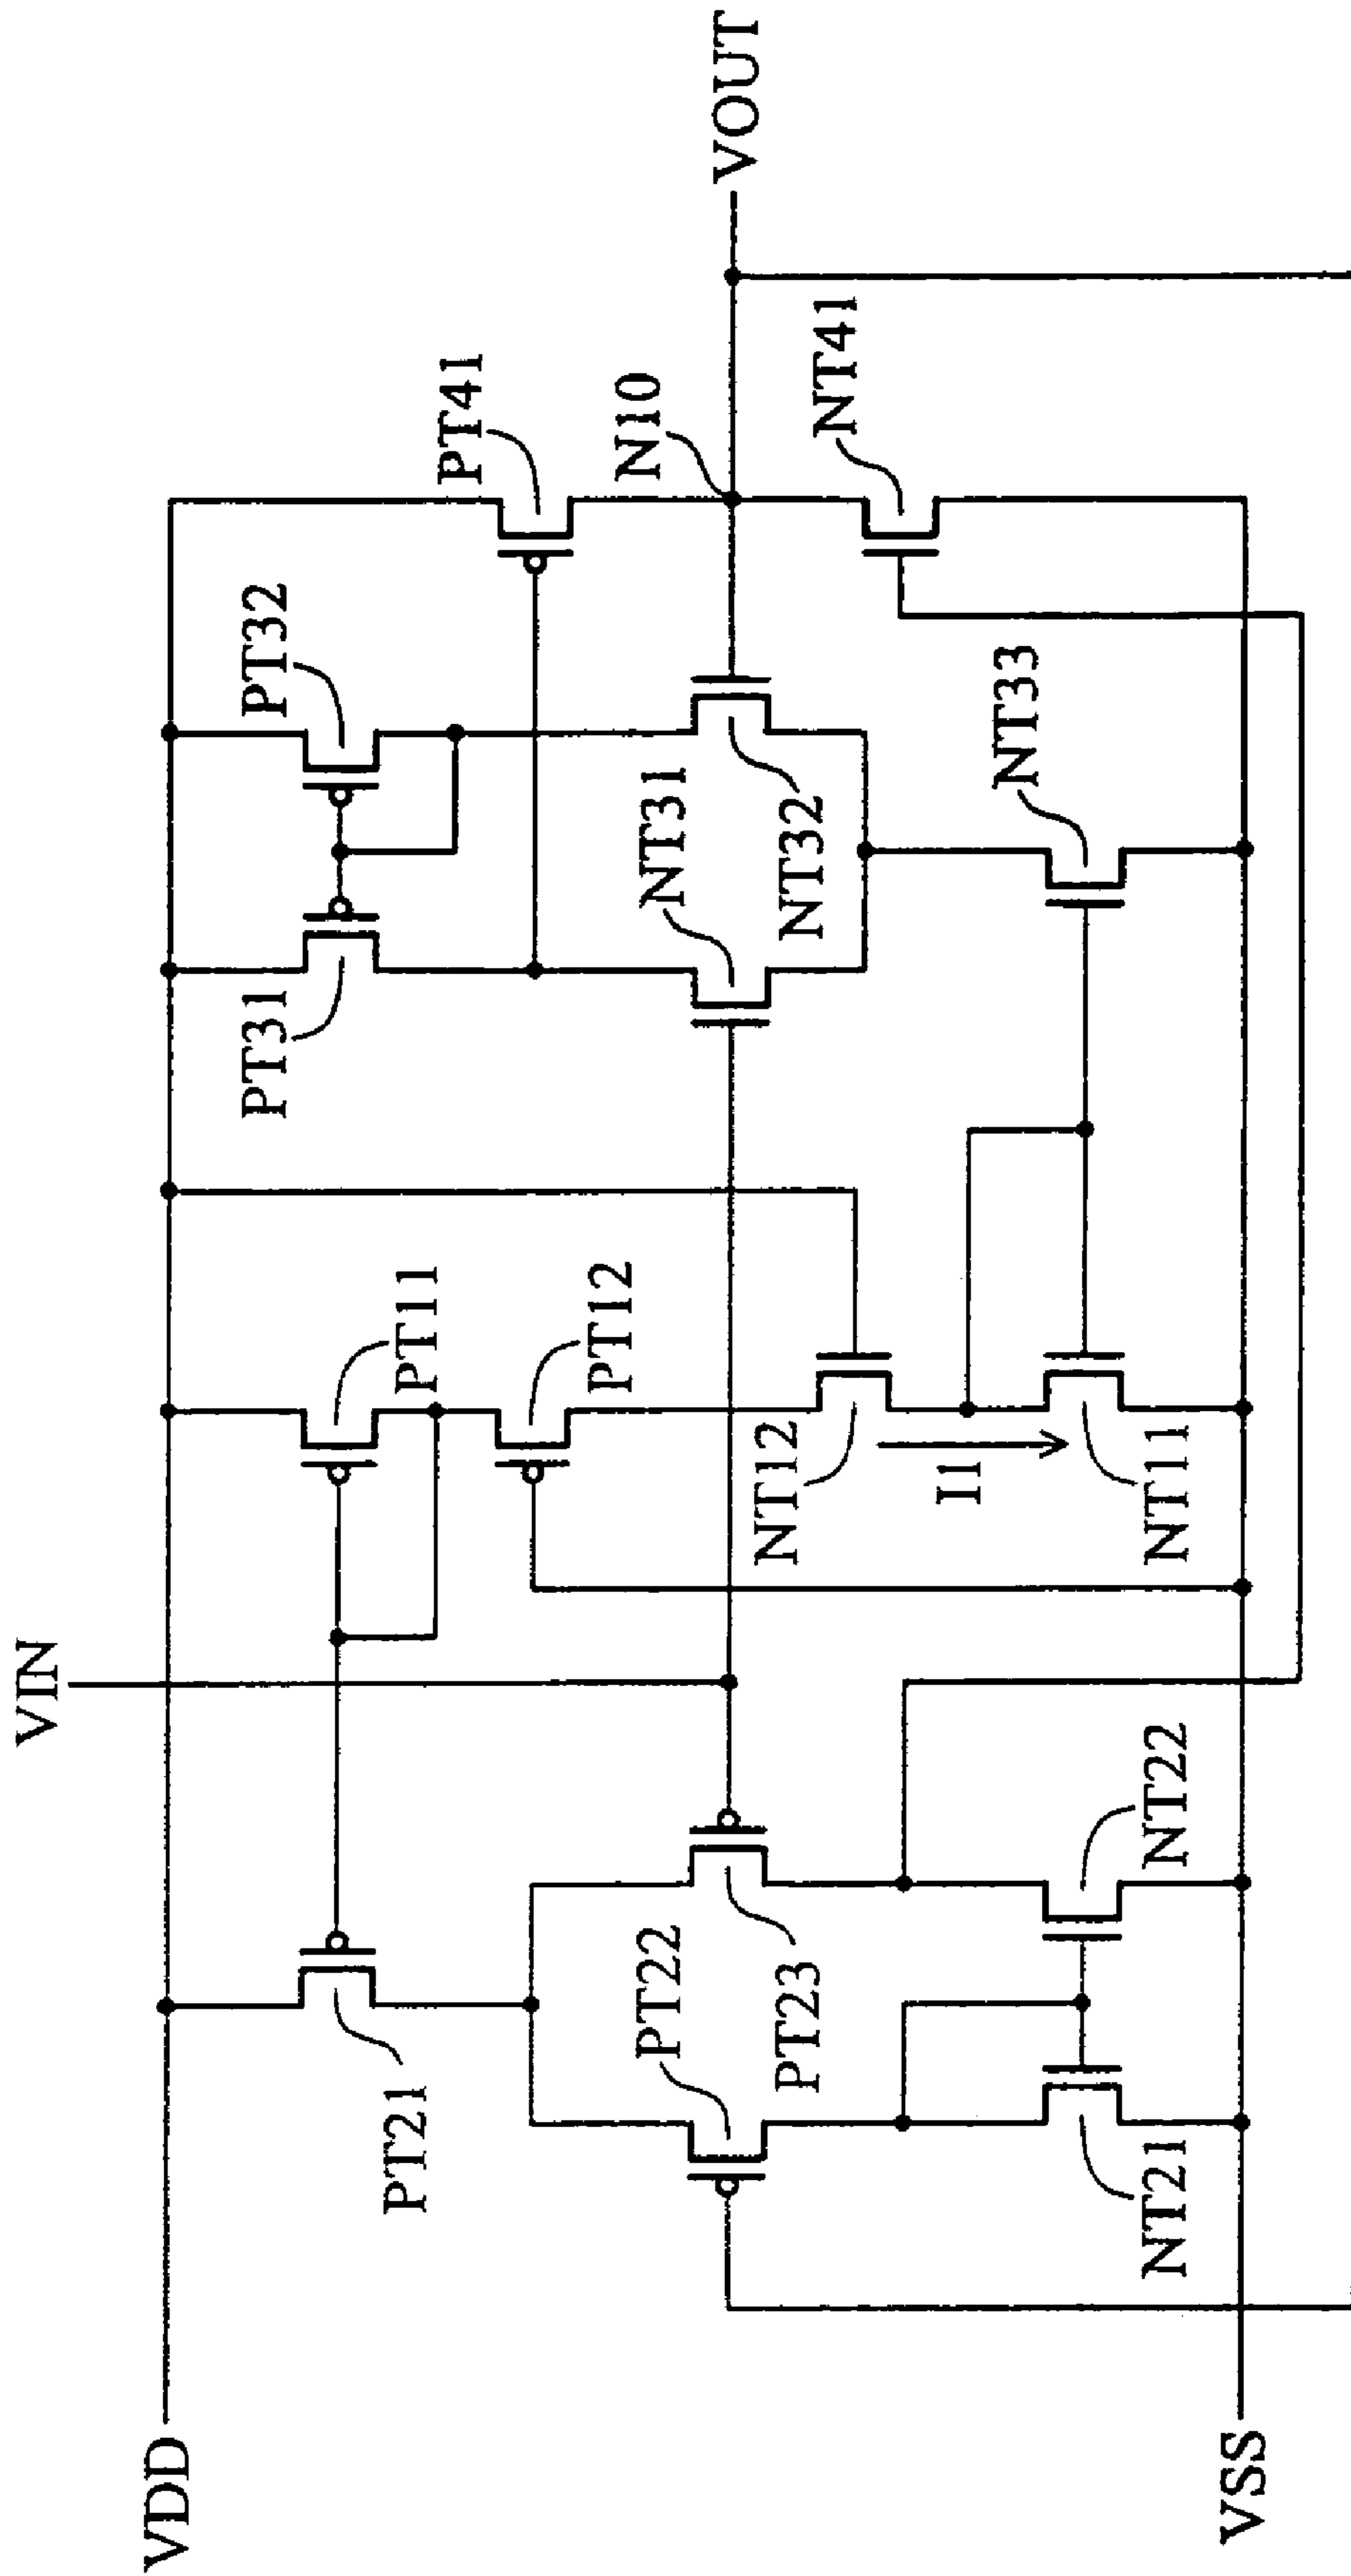 VDD
VIN
VOUT
VSS
PT21
PT22
PT23
NT21
NT22
PT11
PT12
NT12
I1
NT11
PT31
PT32
NT31
NT32
NT33
PT41
N10
NT41